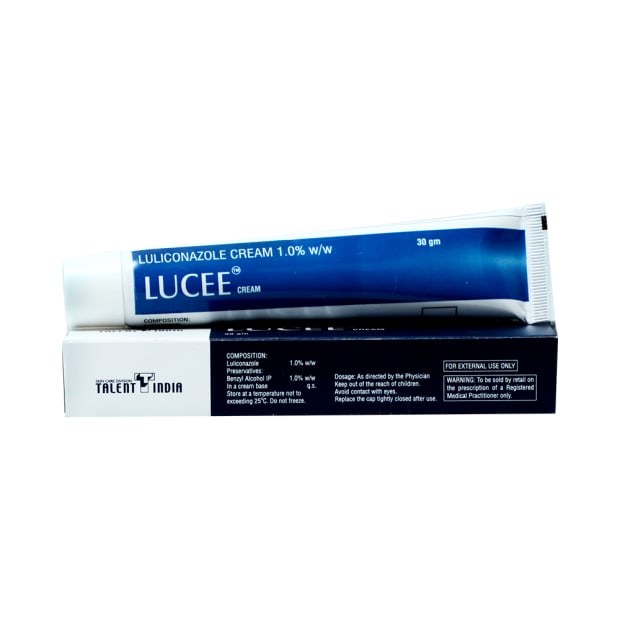 LULICONAZOLE CREAM 1.0% w/w
30 gm
LUCEE™ CREAM
COMPOSITION:
LUCEE CREAM
30 gm
SKIN CARE DIVISION
TALENT INDIA
COMPOSITION:
Luliconazole 1.0% w/w
Preservatives:
Benzyl Alcohol IP 1.0% w/w
In a cream base q.s.
Store at a temperature not to
exceeding 25°C. Do not freeze.
Dosage: As directed by the Physician
Keep out of the reach of children.
Avoid contact with eyes.
Replace the cap tightly closed after use.
FOR EXTERNAL USE ONLY
WARNING: To be sold by retail on
the prescription of a Registered
Medical Practitioner only.